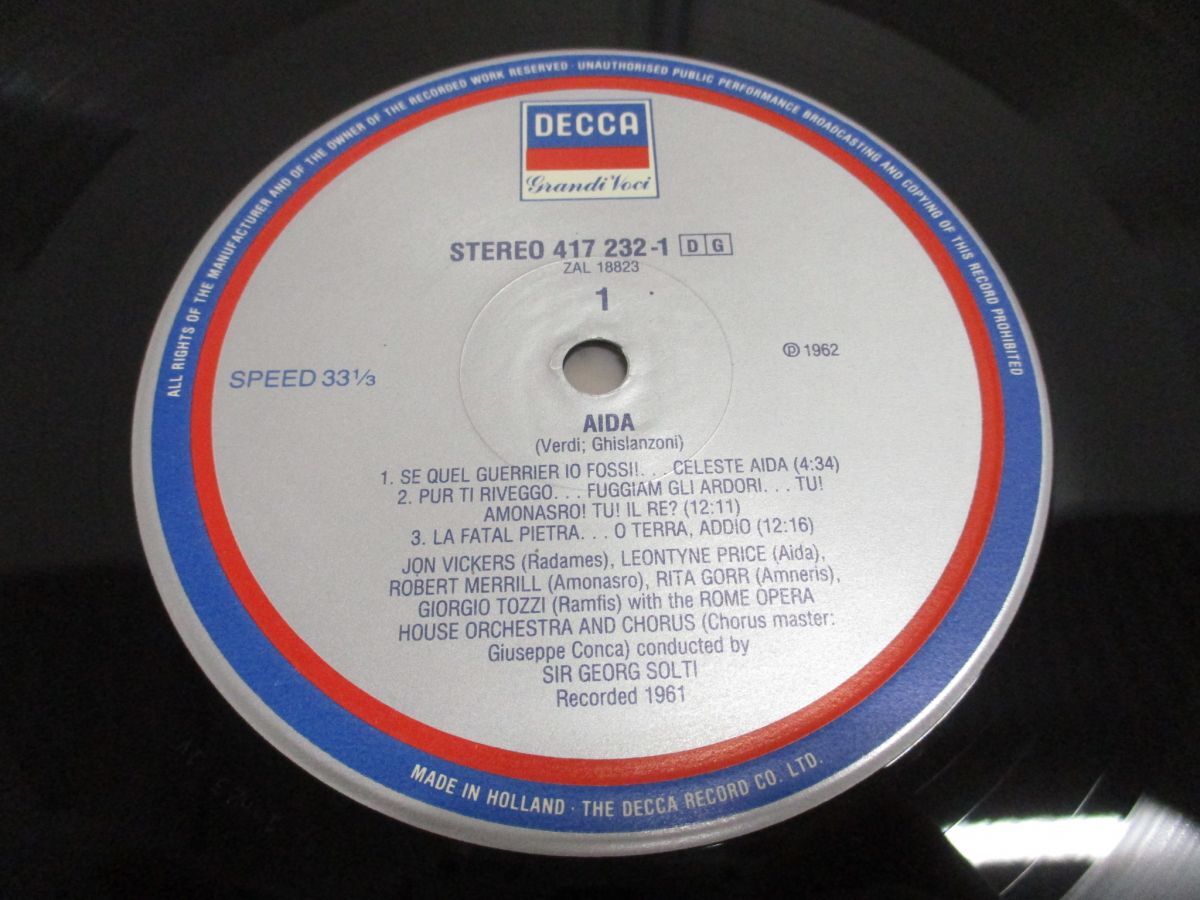 ALL RIGHTS OF THE MANUFACTURER AND OF THE OWNER OF THE RECORDED WORK RESERVED · UNAUTHORISED PUBLIC PERFORMANCE BROADCASTING AND COPYING OF THIS RECORD PROHIBITED
DECCA
Grandi Voci
STEREO 417 232-1 D G
ZAL 18823
1
℗ 1962
SPEED 33 1/3
AIDA
(Verdi; Ghislanzoni)
1. SE QUEL GUERRIER IO FOSSI!. . . CELESTE AIDA (4:34)
2. PUR TI RIVEGGO. . . FUGGIAM GLI ARDORI. . . TU!
AMONASRO! TU! IL RE? (12:11)
3. LA FATAL PIETRA. . . O TERRA, ADDIO (12:16)
JON VICKERS (Radames), LEONTYNE PRICE (Aida),
ROBERT MERRILL (Amonasro), RITA GORR (Amneris),
GIORGIO TOZZI (Ramfis) with the ROME OPERA
HOUSE ORCHESTRA AND CHORUS (Chorus master:
Giuseppe Conca) conducted by
SIR GEORG SOLTI
Recorded 1961
MADE IN HOLLAND · THE DECCA RECORD CO. LTD.